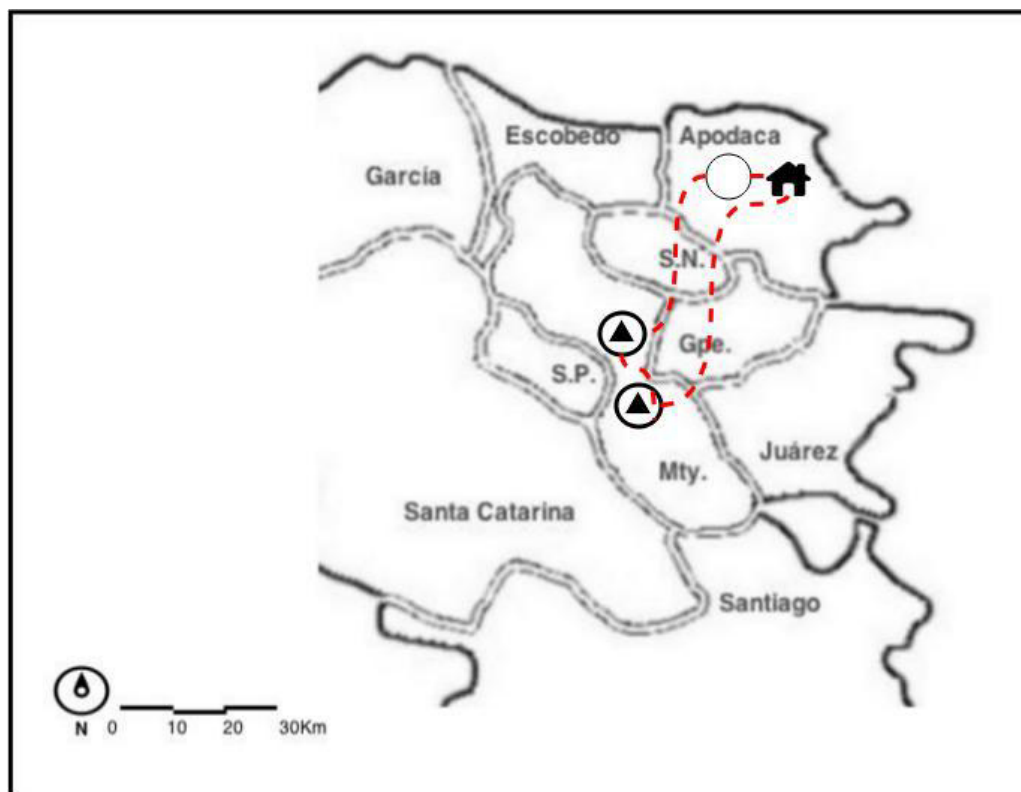 Escobedo
Apodaca
García
S.N.
Gpe.
S.P.
Juárez
Mty.
Santa Catarina
Santiago
N 0 10 20 30Km